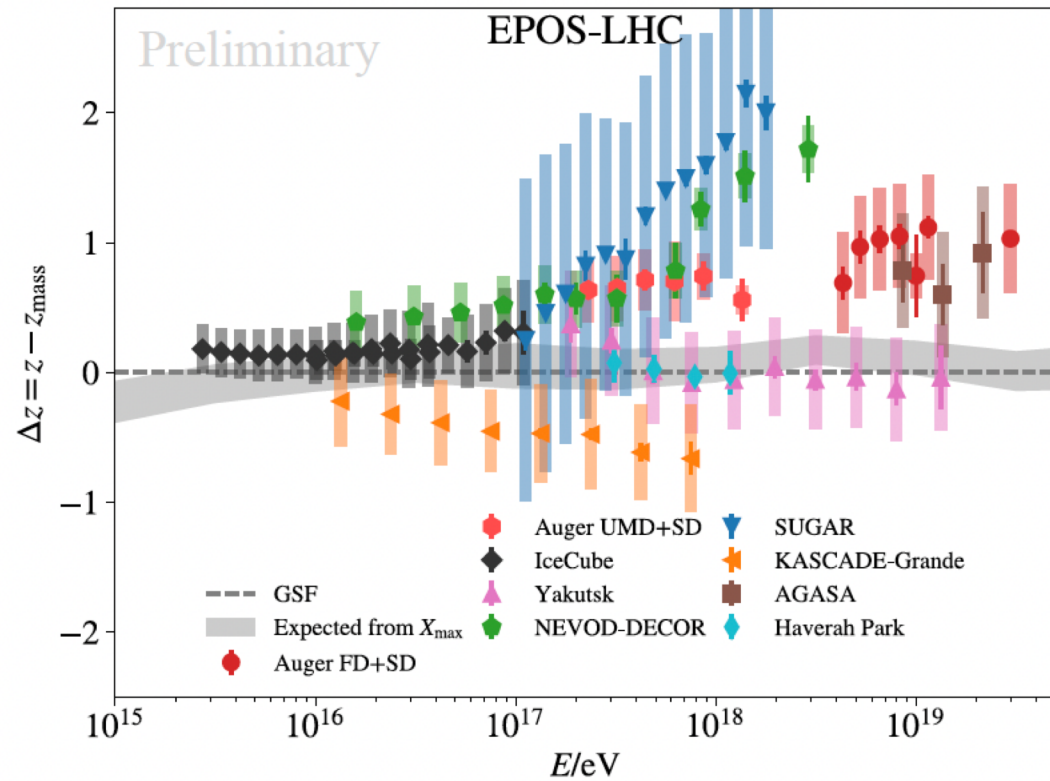 EPOS-LHC
Preliminary
2
1
0
−1
−2
Δz = z − z_mass
Auger UMD+SD
IceCube
Yakutsk
NEVOD-DECOR
SUGAR
KASCADE-Grande
AGASA
Haverah Park
GSF
Expected from X_max
Auger FD+SD
10^15
10^16
10^17
10^18
10^19
E/eV